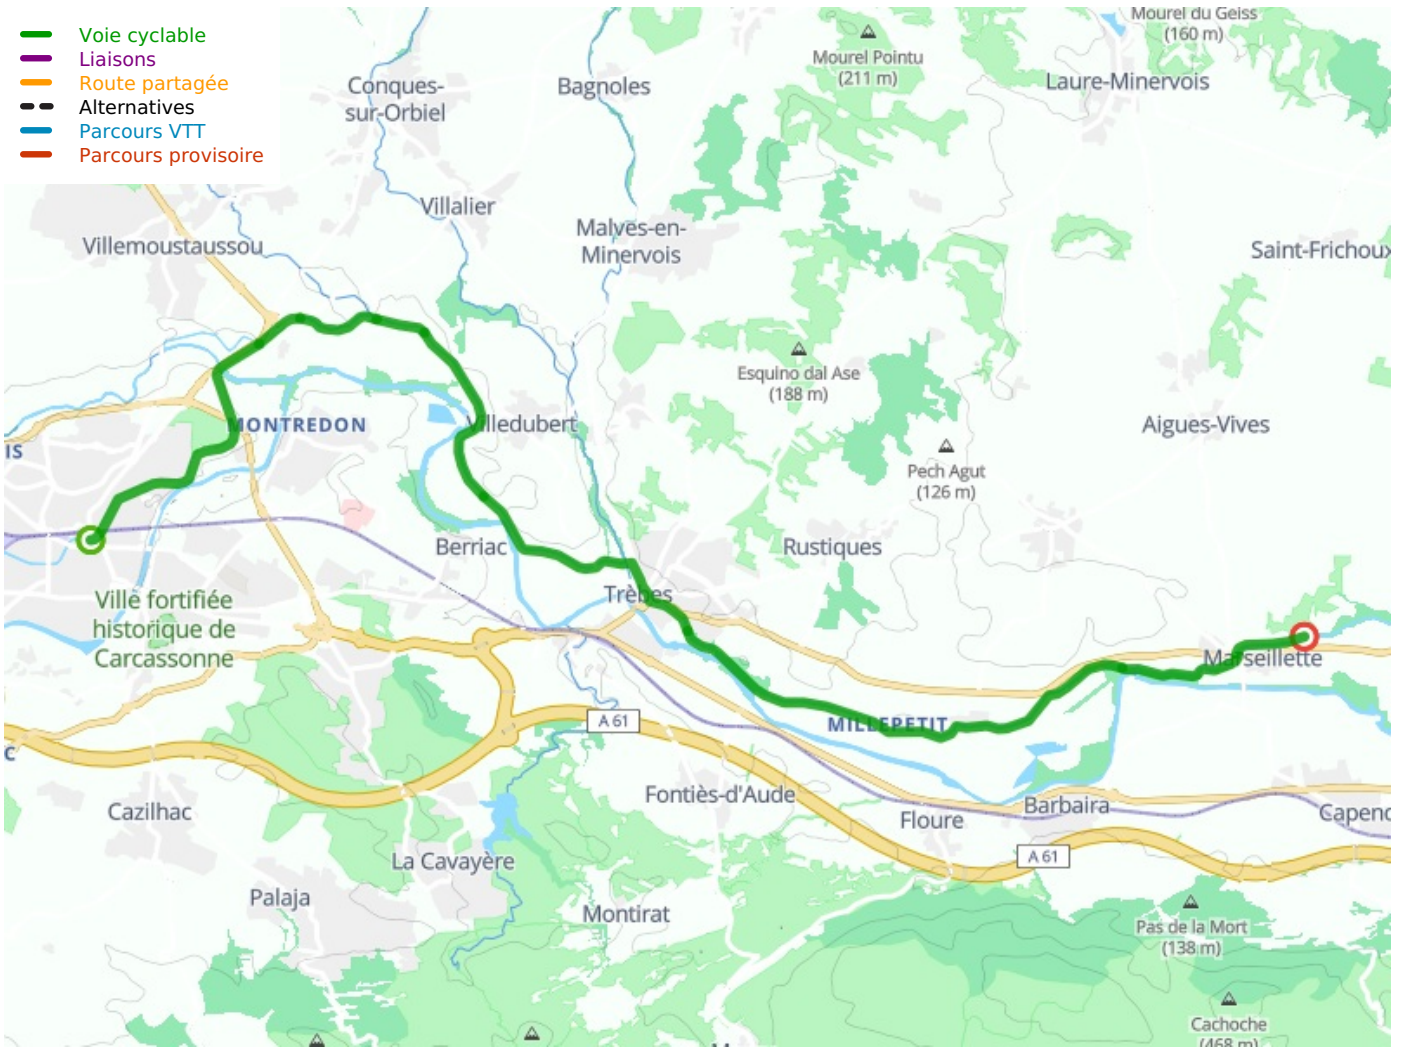 Voie cyclable
Liaisons
Route partagée
Alternatives
Parcours VTT
Parcours provisoire
Mourel du Geiss
(160 m)
Mourel Pointu
(211 m)
Conques-
sur-Orbiel
Bagnoles
Laure-Minervois
Villalier
Villemoustaussou
Malves-en-
Minervois
Saint-Frichoux
Esquino dal Ase
(188 m)
MONTREDON
Villedubert
Aigues-Vives
IS
Pech Agut
(126 m)
Berriac
Rustiques
Trèbes
Ville fortifiée
historique de
Carcassonne
Marseillette
A 61
MILLEPETIT
C
Fontiès-d'Aude
Barbaira
Cazilhac
Floure
Capend
La Cavayère
A 61
Palaja
Montirat
Pas de la Mort
(138 m)
Cachoche
(468 m)